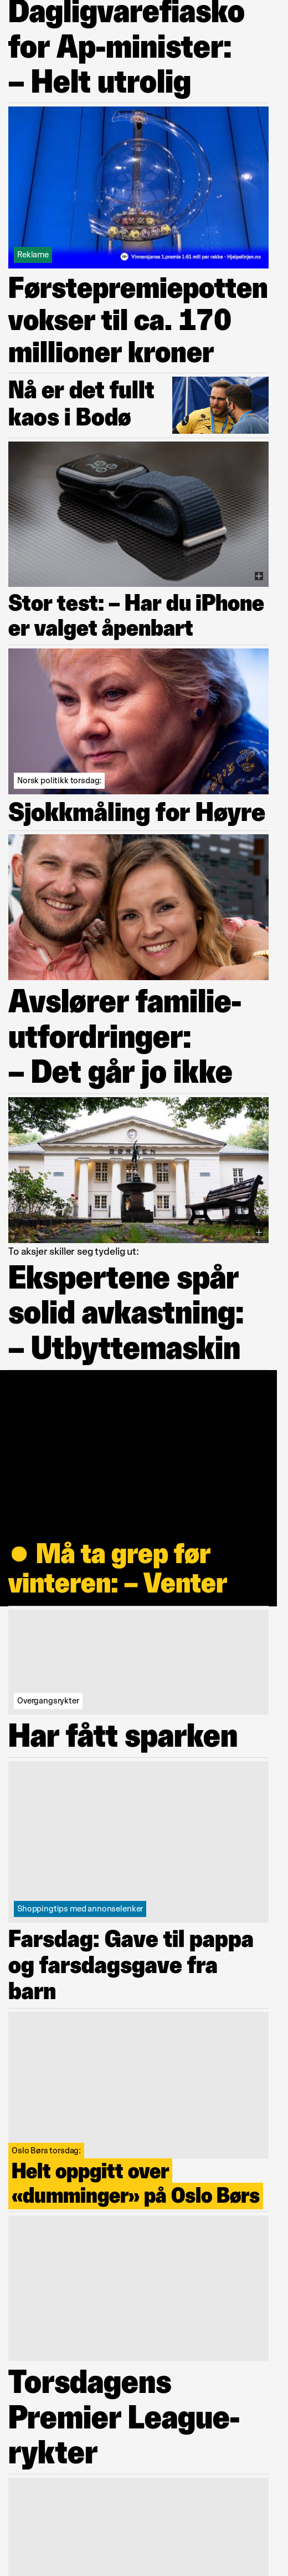 Dagligvarefiasko
for Ap-minister:
– Helt utrolig
Reklame
Vinnersjanse 1.premie 1:61 mill per rekke - Hjelpelinjen.no
Førstepremiepotten
vokser til ca. 170
millioner kroner
Nå er det fullt
kaos i Bodø
Stor test: – Har du iPhone
er valget åpenbart
Norsk politikk torsdag:
Sjokkmåling for Høyre
Avslører familie-
utfordringer:
– Det går jo ikke
BØRSEN
To aksjer skiller seg tydelig ut:
Ekspertene spår
solid avkastning:
– Utbyttemaskin
● Må ta grep før
vinteren: – Venter
Overgangsrykter
Har fått sparken
Shoppingtips med annonselenker
Farsdag: Gave til pappa
og farsdagsgave fra
barn
Oslo Børs torsdag:
Helt oppgitt over
«dumminger» på Oslo Børs
Torsdagens
Premier League-
rykter